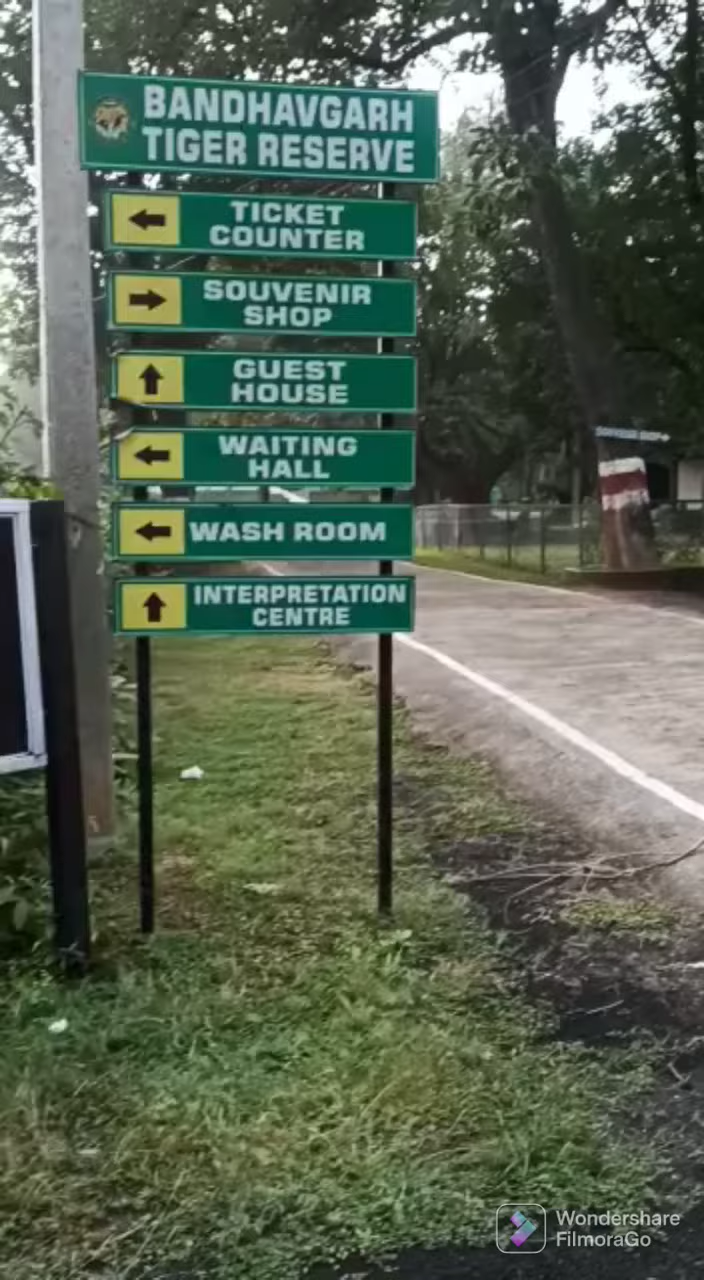 BANDHAVGARH
TIGER RESERVE
TICKET
COUNTER
SOUVENIR
SHOP
GUEST
HOUSE
WAITING
HALL
WASH ROOM
INTERPRETATION
CENTRE
Wondershare
FilmoraGo